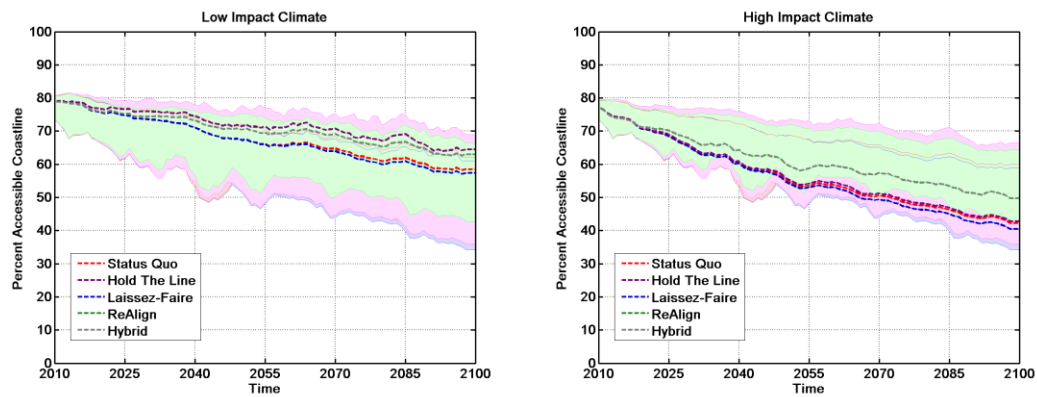 Low Impact Climate
Percent Accessible Coastline
100
90
80
70
60
50
40
30
20
10
0
Status Quo
Hold The Line
Laissez-Faire
ReAlign
Hybrid
2010
2025
2040
2055
2070
2085
2100
Time
High Impact Climate
Percent Accessible Coastline
100
90
80
70
60
50
40
30
20
10
0
Status Quo
Hold The Line
Laissez-Faire
ReAlign
Hybrid
2010
2025
2040
2055
2070
2085
2100
Time